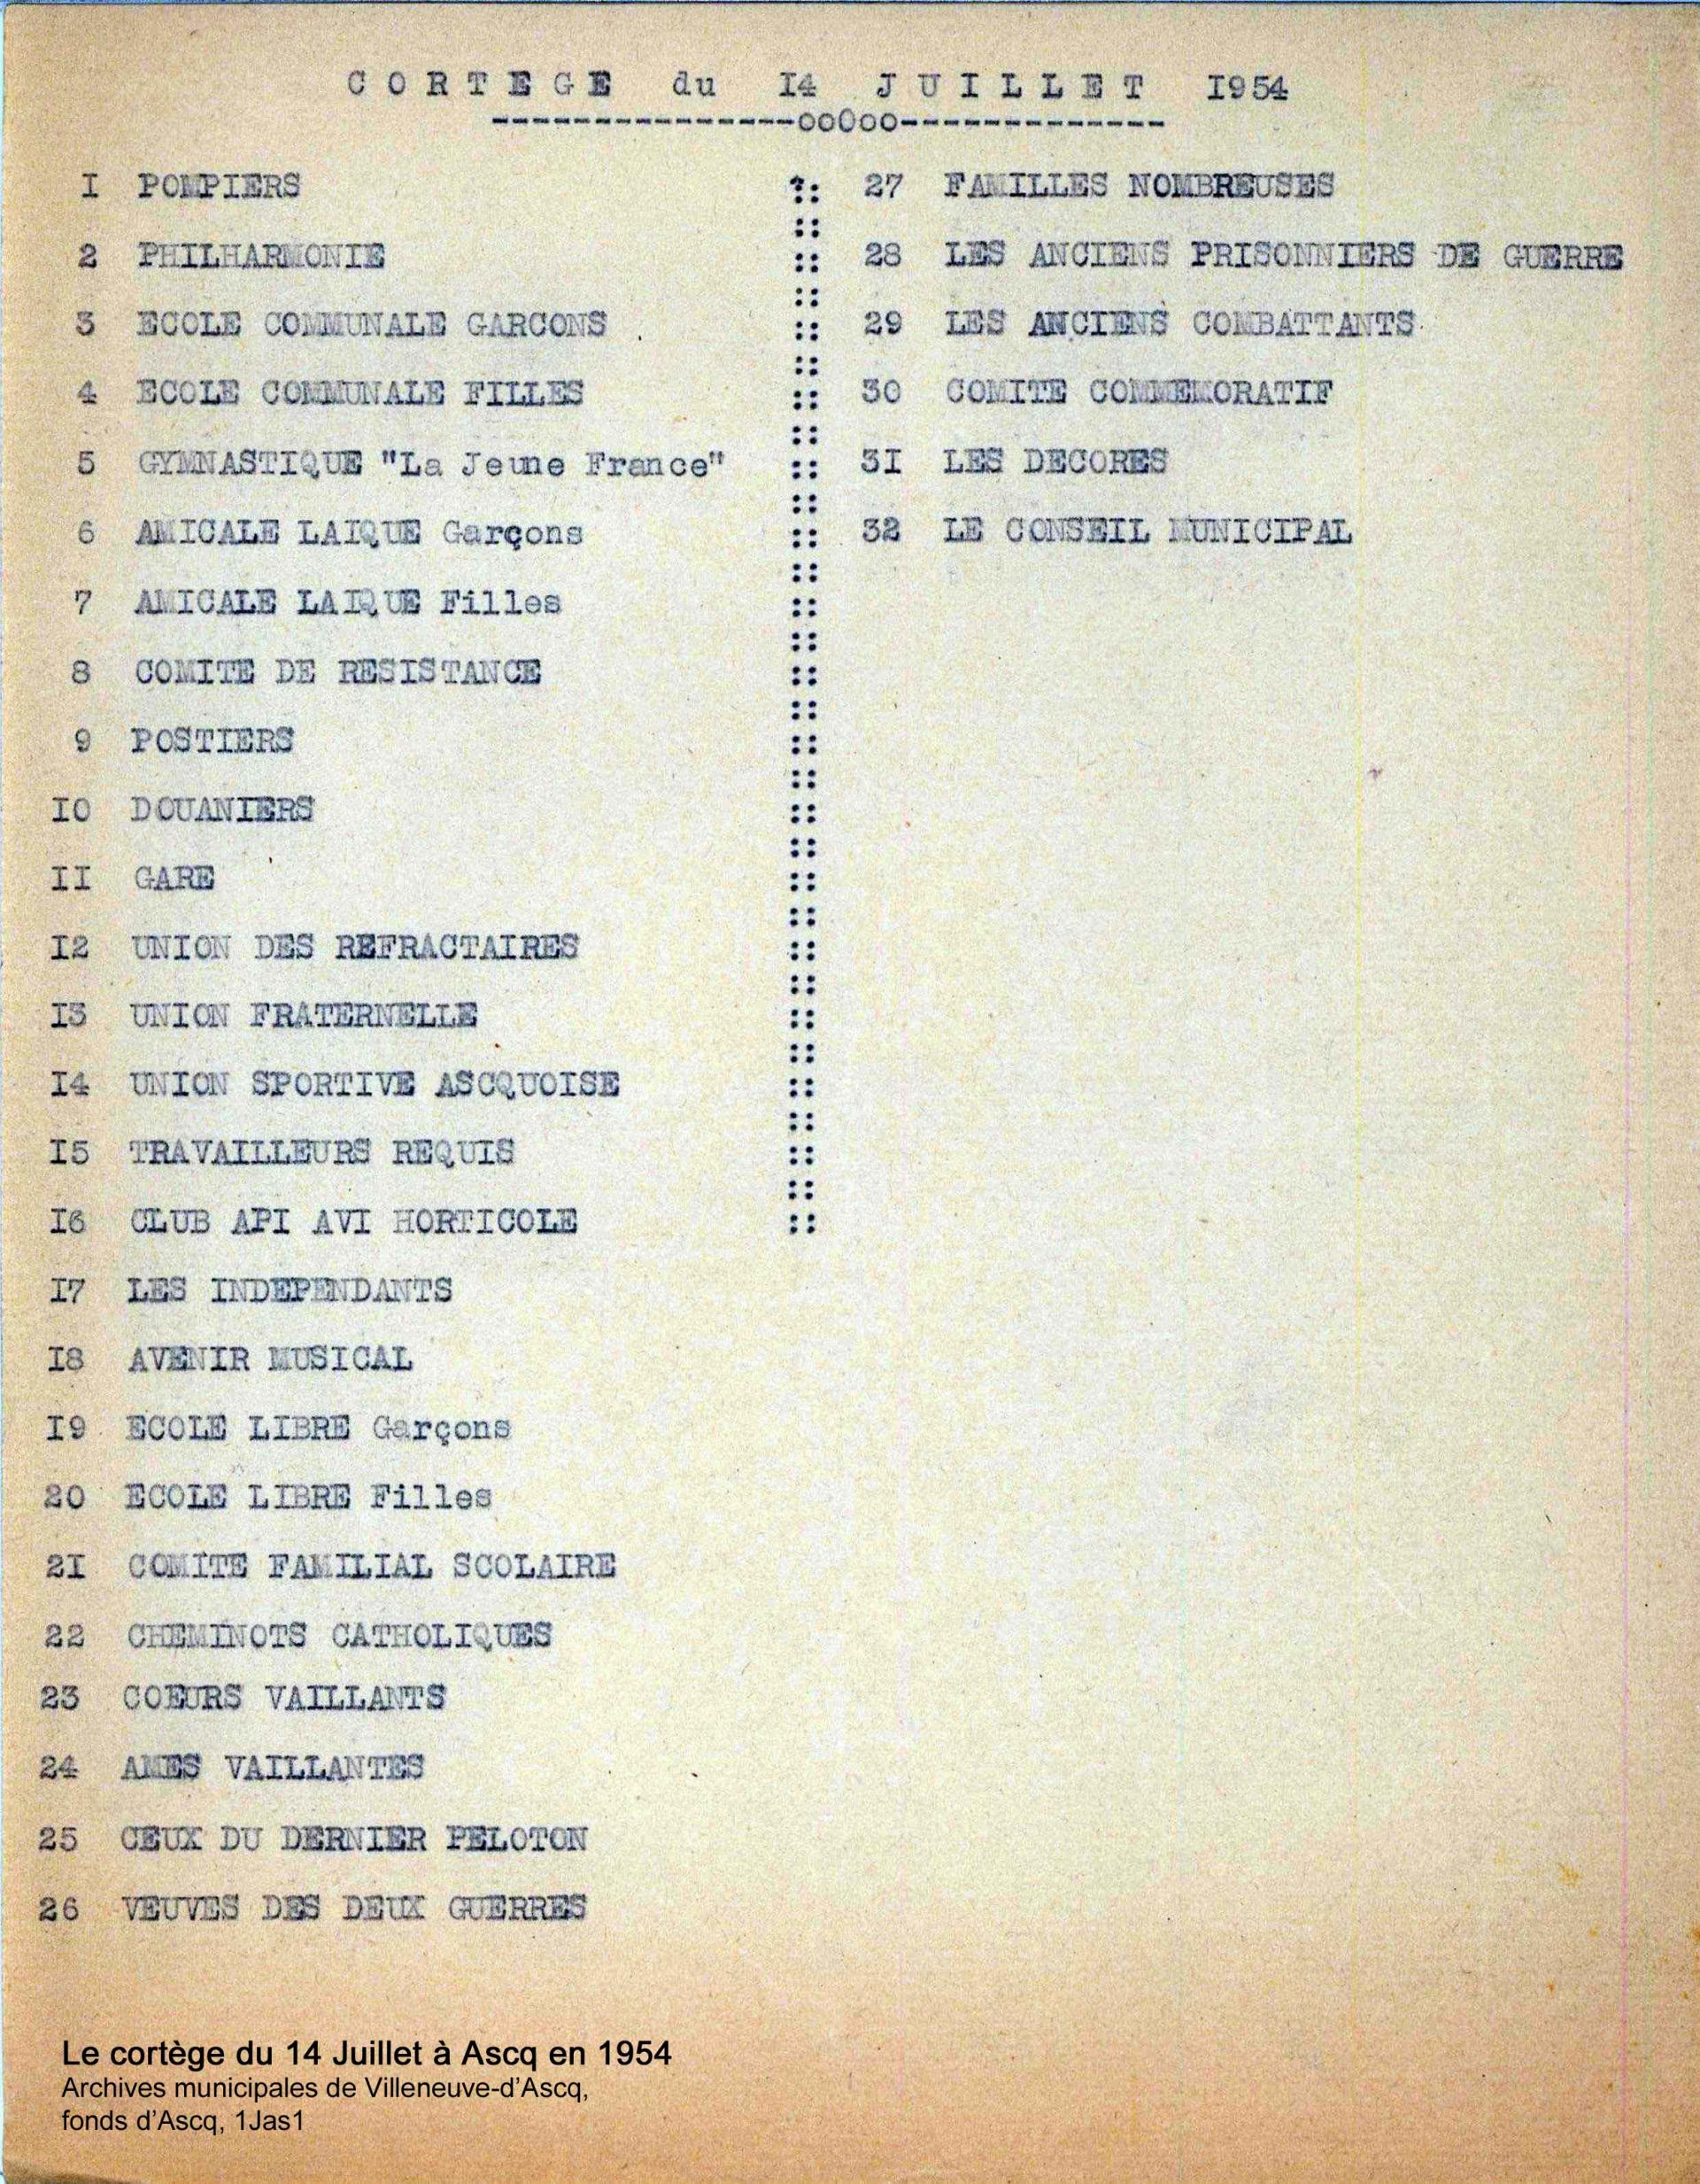 CORTEGE du I4 JUILLET I954
---------------ooOoo-------------
I POMPIERS
2 PHILHARMONIE
3 ECOLE COMMUNALE GARCONS
4 ECOLE COMMUNALE FILLES
5 GYMNASTIQUE "La Jeune France"
6 AMICALE LAIQUE Garçons
7 AMICALE LAIQUE Filles
8 COMITE DE RESISTANCE
9 POSTIERS
I0 DOUANIERS
II GARE
I2 UNION DES REFRACTAIRES
I3 UNION FRATERNELLE
I4 UNION SPORTIVE ASCQUOISE
I5 TRAVAILLEURS REQUIS
I6 CLUB API AVI HORTICOLE
I7 LES INDEPENDANTS
I8 AVENIR MUSICAL
I9 ECOLE LIBRE Garçons
20 ECOLE LIBRE Filles
2I COMITE FAMILIAL SCOLAIRE
22 CHEMINOTS CATHOLIQUES
23 COEURS VAILLANTS
24 AMES VAILLANTES
25 CEUX DU DERNIER PELOTON
26 VEUVES DES DEUX GUERRES
27 FAMILLES NOMBREUSES
28 LES ANCIENS PRISONNIERS DE GUERRE
29 LES ANCIENS COMBATTANTS
30 COMITE COMMEMORATIF
3I LES DECORES
32 LE CONSEIL MUNICIPAL
Le cortège du 14 Juillet à Ascq en 1954
Archives municipales de Villeneuve-d'Ascq,
fonds d'Ascq, 1Jas1